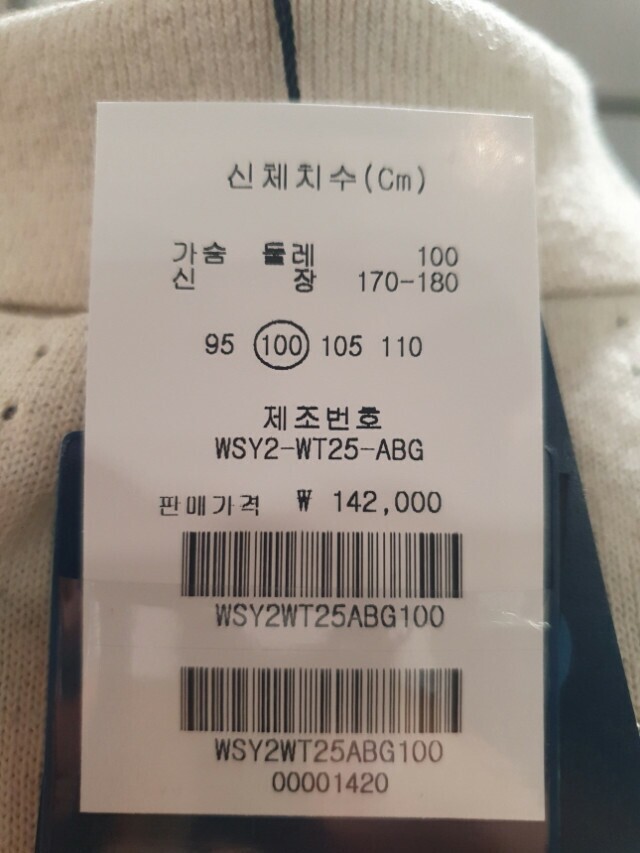 신체치수(Cm)
가슴 둘레 100
신 장 170-180
95 100 105 110
제조번호
WSY2-WT25-ABG
판매가격 ₩ 142,000
WSY2WT25ABG100
WSY2WT25ABG100
00001420